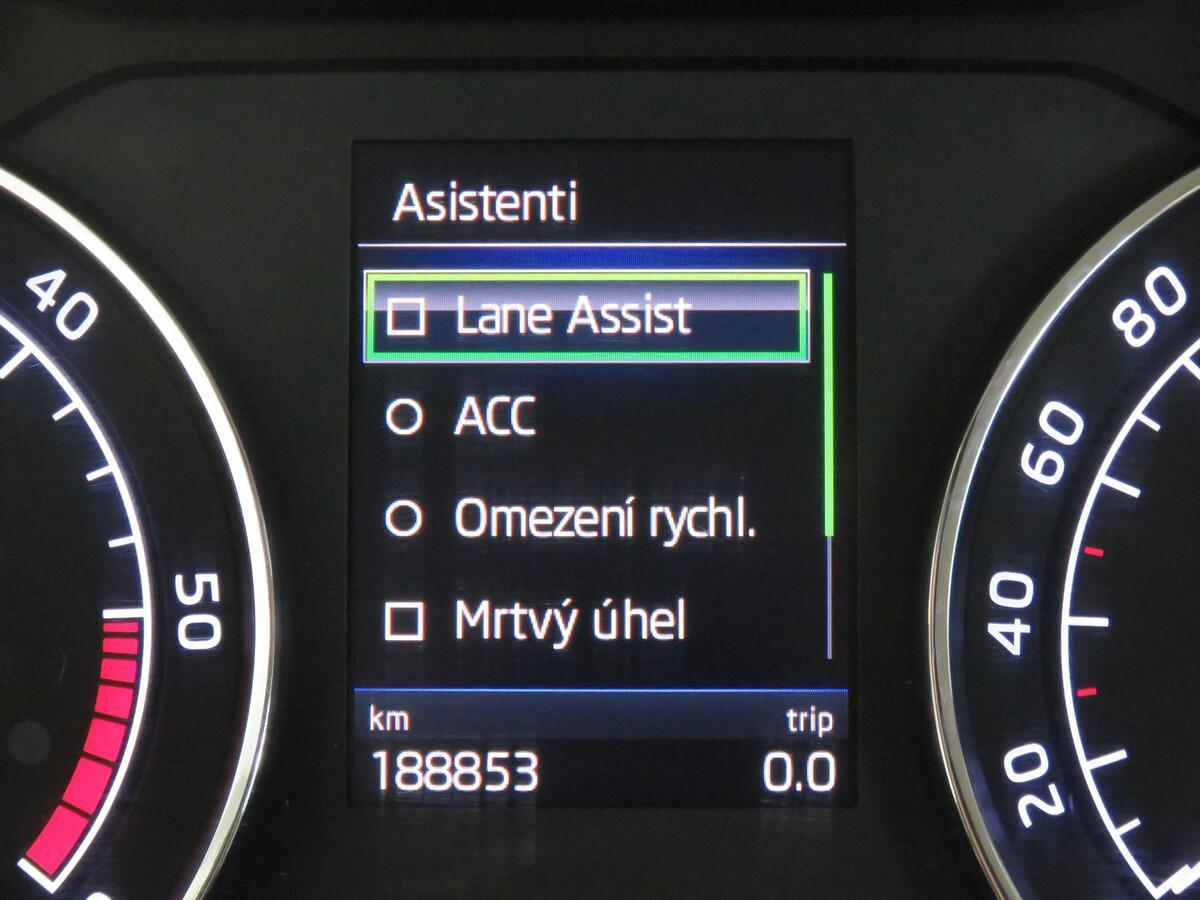 Asistenti
Lane Assist
ACC
Omezení rychl.
Mrtvý úhel
km trip
188853 0.0
40
50
80
60
40
20